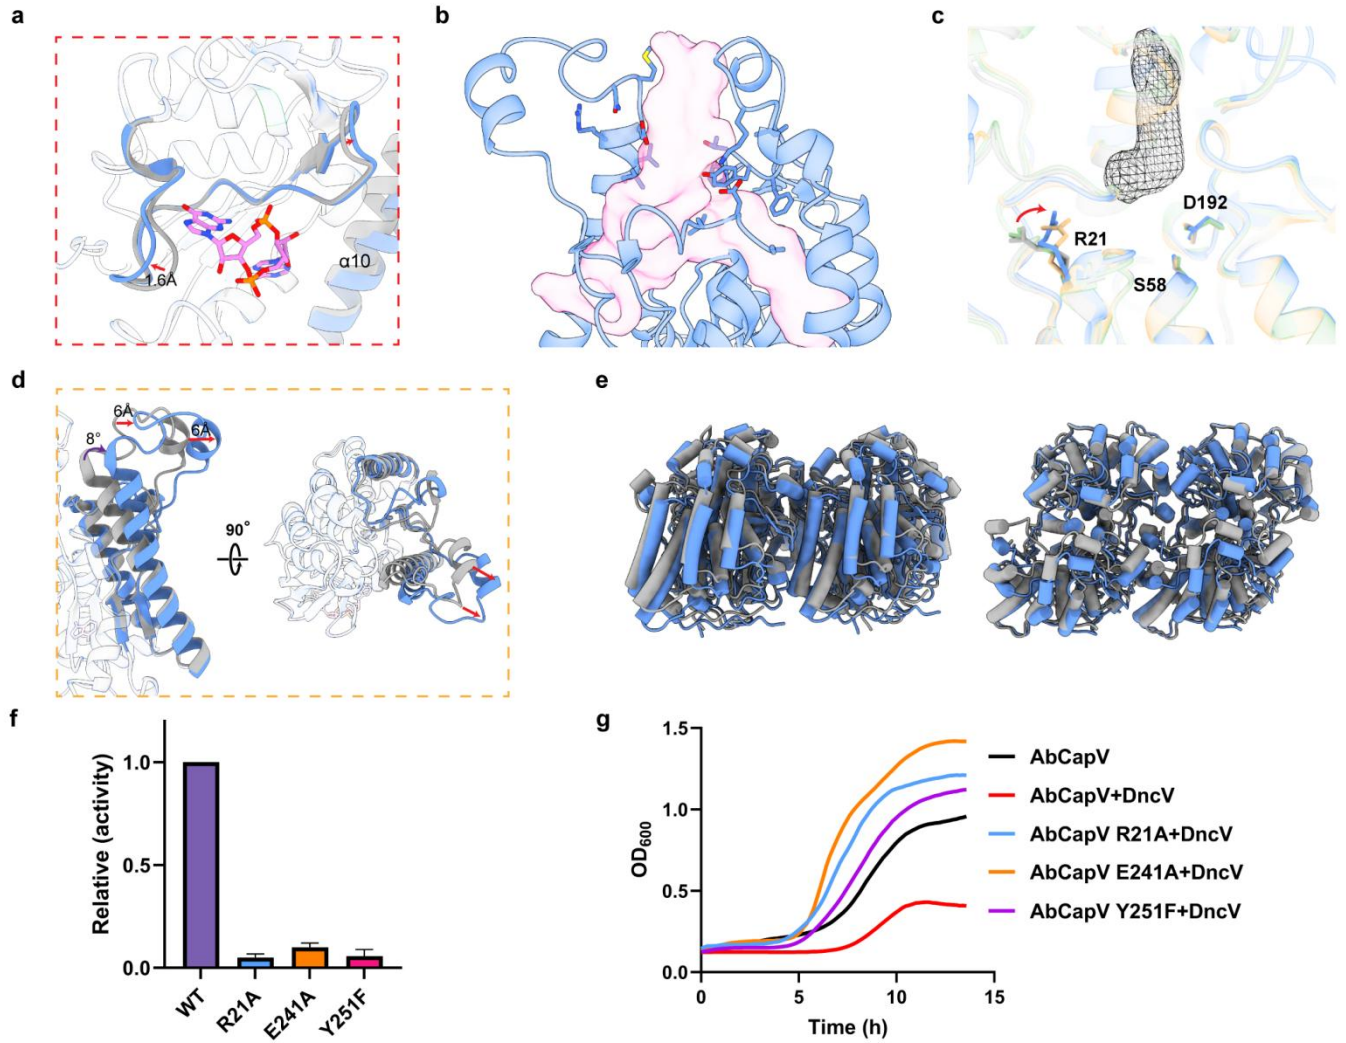 a
b
c
1.6Å
α10
R21
D192
S58
d
e
6Å
6Å
8°
90°
f
g
Relative (activity)
1.0
0.5
0.0
WT
R21A
E241A
Y251F
OD600
1.5
1.0
0.5
0.0
0
5
10
15
Time (h)
AbCapV
AbCapV+DncV
AbCapV R21A+DncV
AbCapV E241A+DncV
AbCapV Y251F+DncV